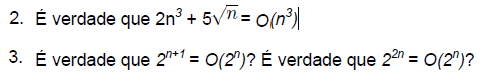 2. É verdade que 2n³ + 5√n = O(n³)
3. É verdade que 2ⁿ⁺¹ = O(2ⁿ)? É verdade que 2²ⁿ = O(2ⁿ)?